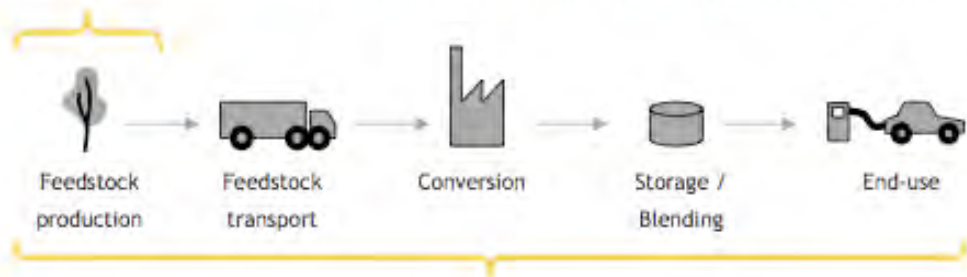 Feedstock
production
Feedstock
transport
Conversion
Storage /
Blending
End-use